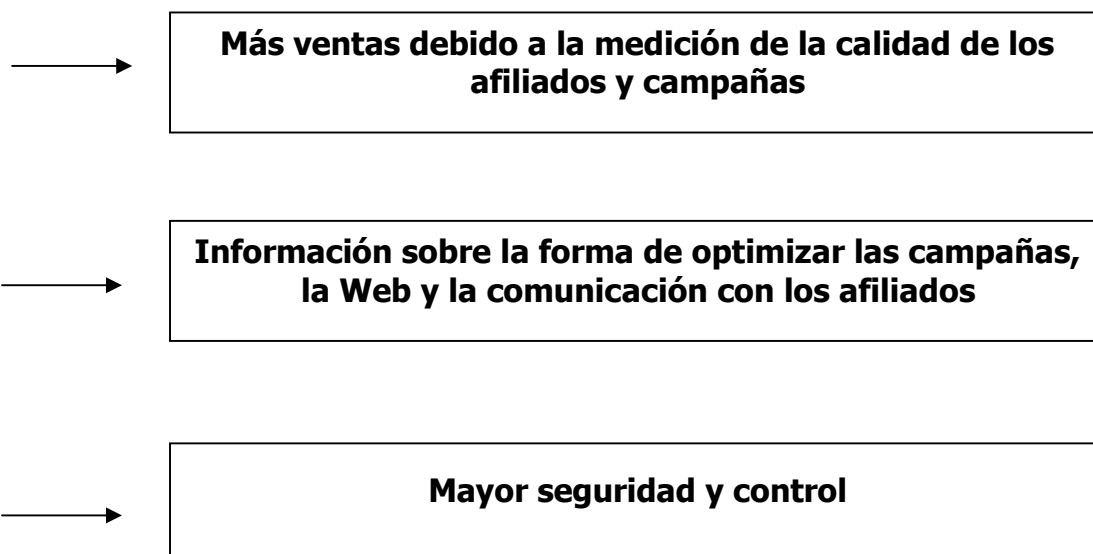 Más ventas debido a la medición de la calidad de los
afiliados y campañas
Información sobre la forma de optimizar las campañas,
la Web y la comunicación con los afiliados
Mayor seguridad y control